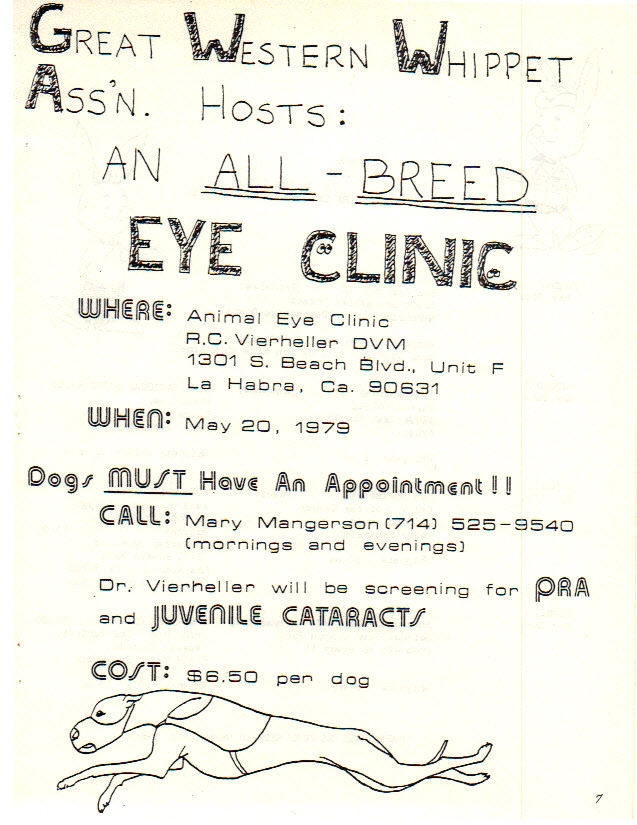 GREAT WESTERN WHIPPET
ASS'N. HOSTS:
AN ALL-BREED
EYE CLINIC
WHERE: Animal Eye Clinic
R.C. Vierheller DVM
1301 S. Beach Blvd., Unit F
La Habra, Ca. 90631
WHEN: May 20, 1979
Dogs MUST Have An Appointment!!
CALL: Mary Mangerson (714) 525-9540
(mornings and evenings)
Dr. Vierheller will be screening for PRA
and JUVENILE CATARACTS
COST: $6.50 per dog
7